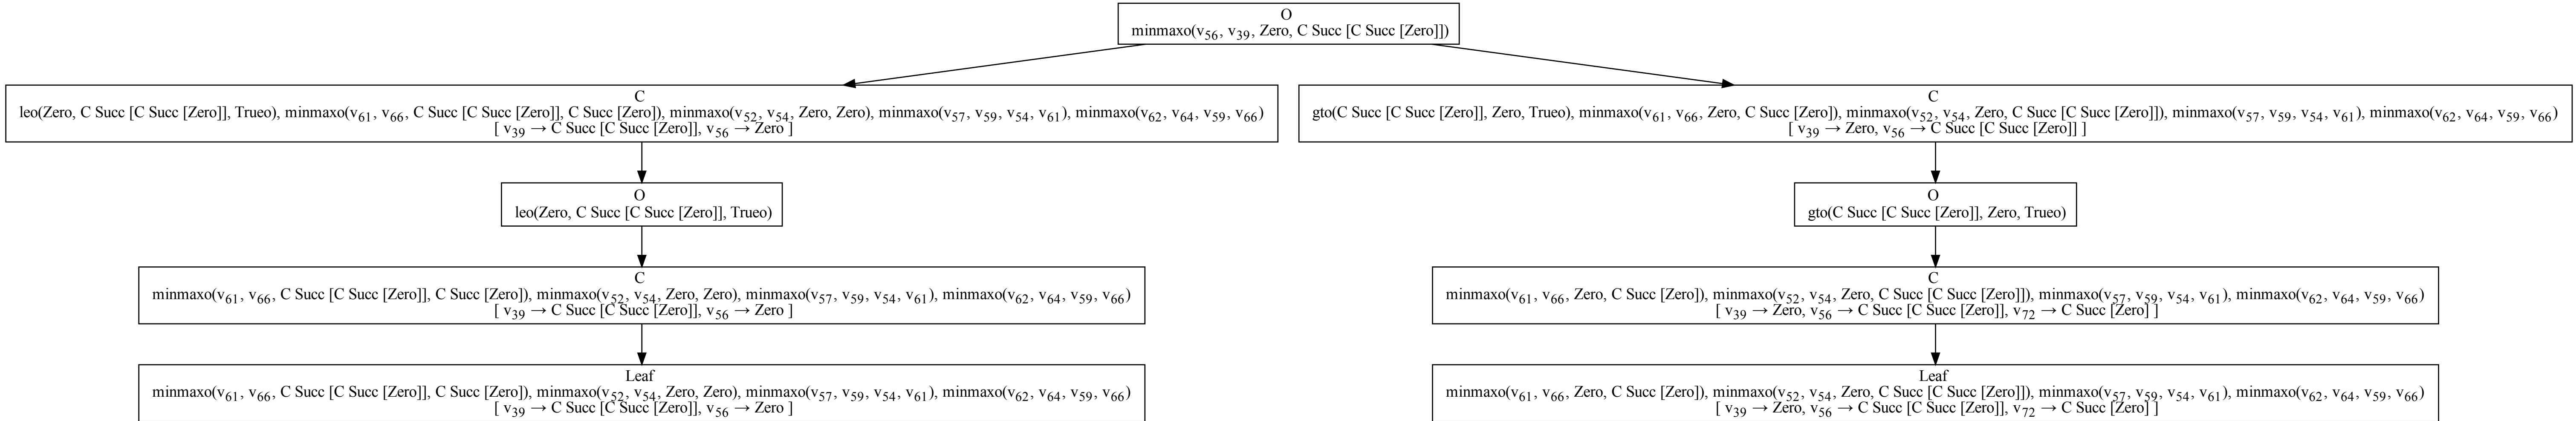 O
minmaxo(v56, v39, Zero, C Succ [C Succ [Zero]])
C
leo(Zero, C Succ [C Succ [Zero]], Trueo), minmaxo(v61, v66, C Succ [C Succ [Zero]], C Succ [Zero]), minmaxo(v52, v54, Zero, Zero), minmaxo(v57, v59, v54, v61), minmaxo(v62, v64, v59, v66)
[ v39 → C Succ [C Succ [Zero]], v56 → Zero ]
C
gto(C Succ [C Succ [Zero]], Zero, Trueo), minmaxo(v61, v66, Zero, C Succ [Zero]), minmaxo(v52, v54, Zero, C Succ [C Succ [Zero]]), minmaxo(v57, v59, v54, v61), minmaxo(v62, v64, v59, v66)
[ v39 → Zero, v56 → C Succ [C Succ [Zero]] ]
O
leo(Zero, C Succ [C Succ [Zero]], Trueo)
O
gto(C Succ [C Succ [Zero]], Zero, Trueo)
C
minmaxo(v61, v66, C Succ [C Succ [Zero]], C Succ [Zero]), minmaxo(v52, v54, Zero, Zero), minmaxo(v57, v59, v54, v61), minmaxo(v62, v64, v59, v66)
[ v39 → C Succ [C Succ [Zero]], v56 → Zero ]
C
minmaxo(v61, v66, Zero, C Succ [Zero]), minmaxo(v52, v54, Zero, C Succ [C Succ [Zero]]), minmaxo(v57, v59, v54, v61), minmaxo(v62, v64, v59, v66)
[ v39 → Zero, v56 → C Succ [C Succ [Zero]], v72 → C Succ [Zero] ]
Leaf
minmaxo(v61, v66, C Succ [C Succ [Zero]], C Succ [Zero]), minmaxo(v52, v54, Zero, Zero), minmaxo(v57, v59, v54, v61), minmaxo(v62, v64, v59, v66)
[ v39 → C Succ [C Succ [Zero]], v56 → Zero ]
Leaf
minmaxo(v61, v66, Zero, C Succ [Zero]), minmaxo(v52, v54, Zero, C Succ [C Succ [Zero]]), minmaxo(v57, v59, v54, v61), minmaxo(v62, v64, v59, v66)
[ v39 → Zero, v56 → C Succ [C Succ [Zero]], v72 → C Succ [Zero] ]